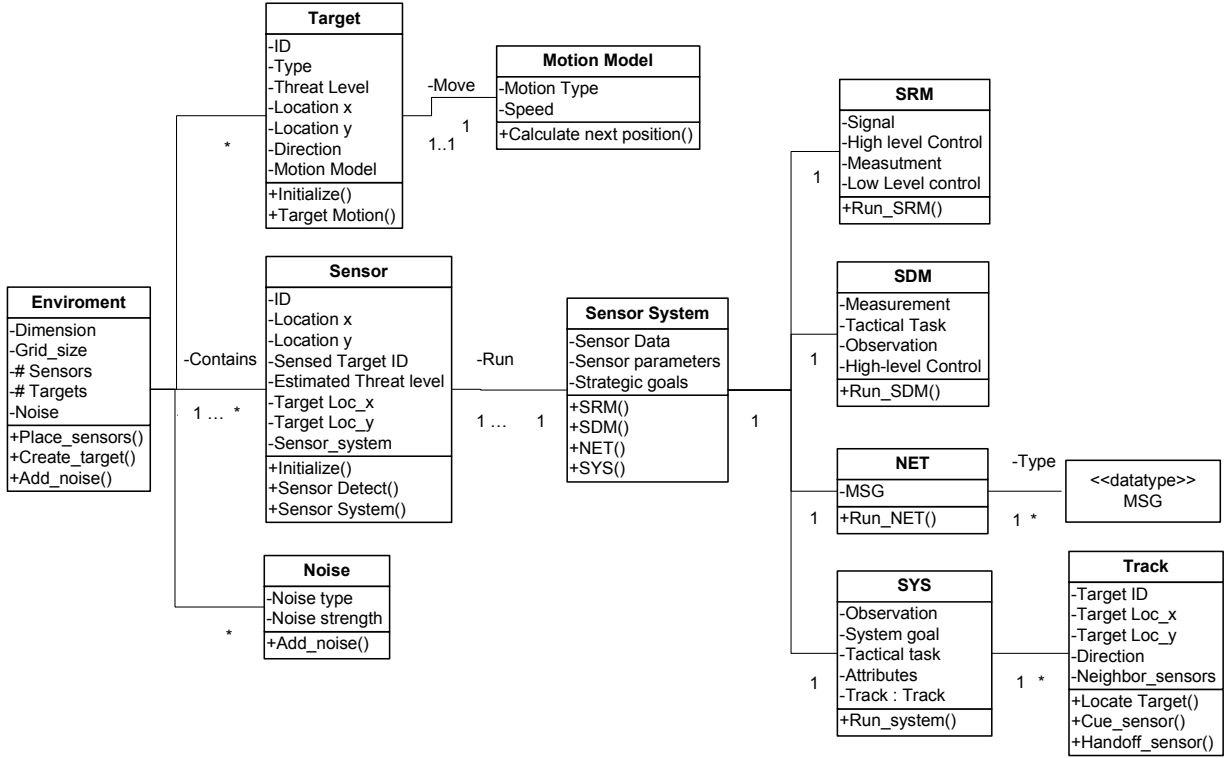 Target
-ID
-Type
-Threat Level
-Location x
-Location y
-Direction
-Motion Model
+Initialize()
+Target Motion()
-Move
1
1..1
*
Motion Model
-Motion Type
-Speed
+Calculate next position()
Enviroment
-Dimension
-Grid_size
-# Sensors
-# Targets
-Noise
+Place_sensors()
+Create_target()
+Add_noise()
-Contains
1 ... *
Sensor
-ID
-Location x
-Location y
-Sensed Target ID
-Estimated Threat level
-Target Loc_x
-Target Loc_y
-Sensor_system
+Initialize()
+Sensor Detect()
+Sensor System()
-Run
1 ... 1
Sensor System
-Sensor Data
-Sensor parameters
-Strategic goals
+SRM()
+SDM()
+NET()
+SYS()
1
Noise
-Noise type
-Noise strength
+Add_noise()
*
SRM
-Signal
-High level Control
-Measutment
-Low Level control
+Run_SRM()
1
SDM
-Measurement
-Tactical Task
-Observation
-High-level Control
+Run_SDM()
1
NET
-MSG
+Run_NET()
1
-Type
1 *
<<datatype>>
MSG
SYS
-Observation
-System goal
-Tactical task
-Attributes
-Track : Track
+Run_system()
1
1 *
Track
-Target ID
-Target Loc_x
-Target Loc_y
-Direction
-Neighbor_sensors
+Locate Target()
+Cue_sensor()
+Handoff_sensor()